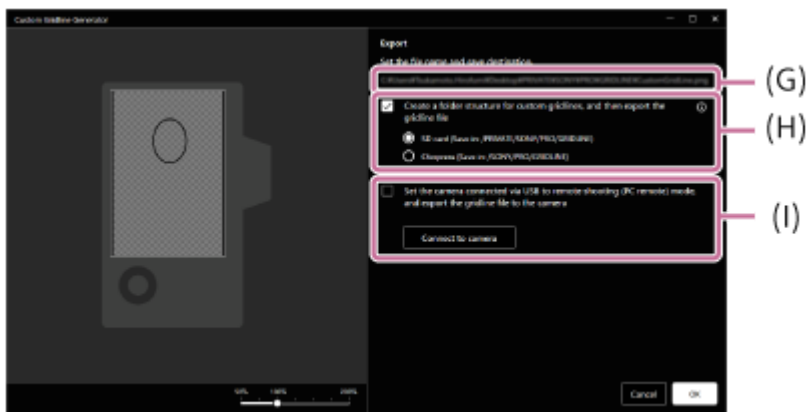 Custom Gridline Generator
Export
Set the file name and save destination.
(G)
Create a folder structure for custom gridlines, and then export the
gridline file
(H)
SD card (Save in: /PRIVATE/SONY/PRO/GRIDLINE)
CFexpress (Save in: /SONY/PRO/GRIDLINE)
Set the camera connected via USB to remote shooting (PC remote) mode,
and export the gridline file to the camera
(I)
Connect to camera
50% 100% 200%
Cancel OK